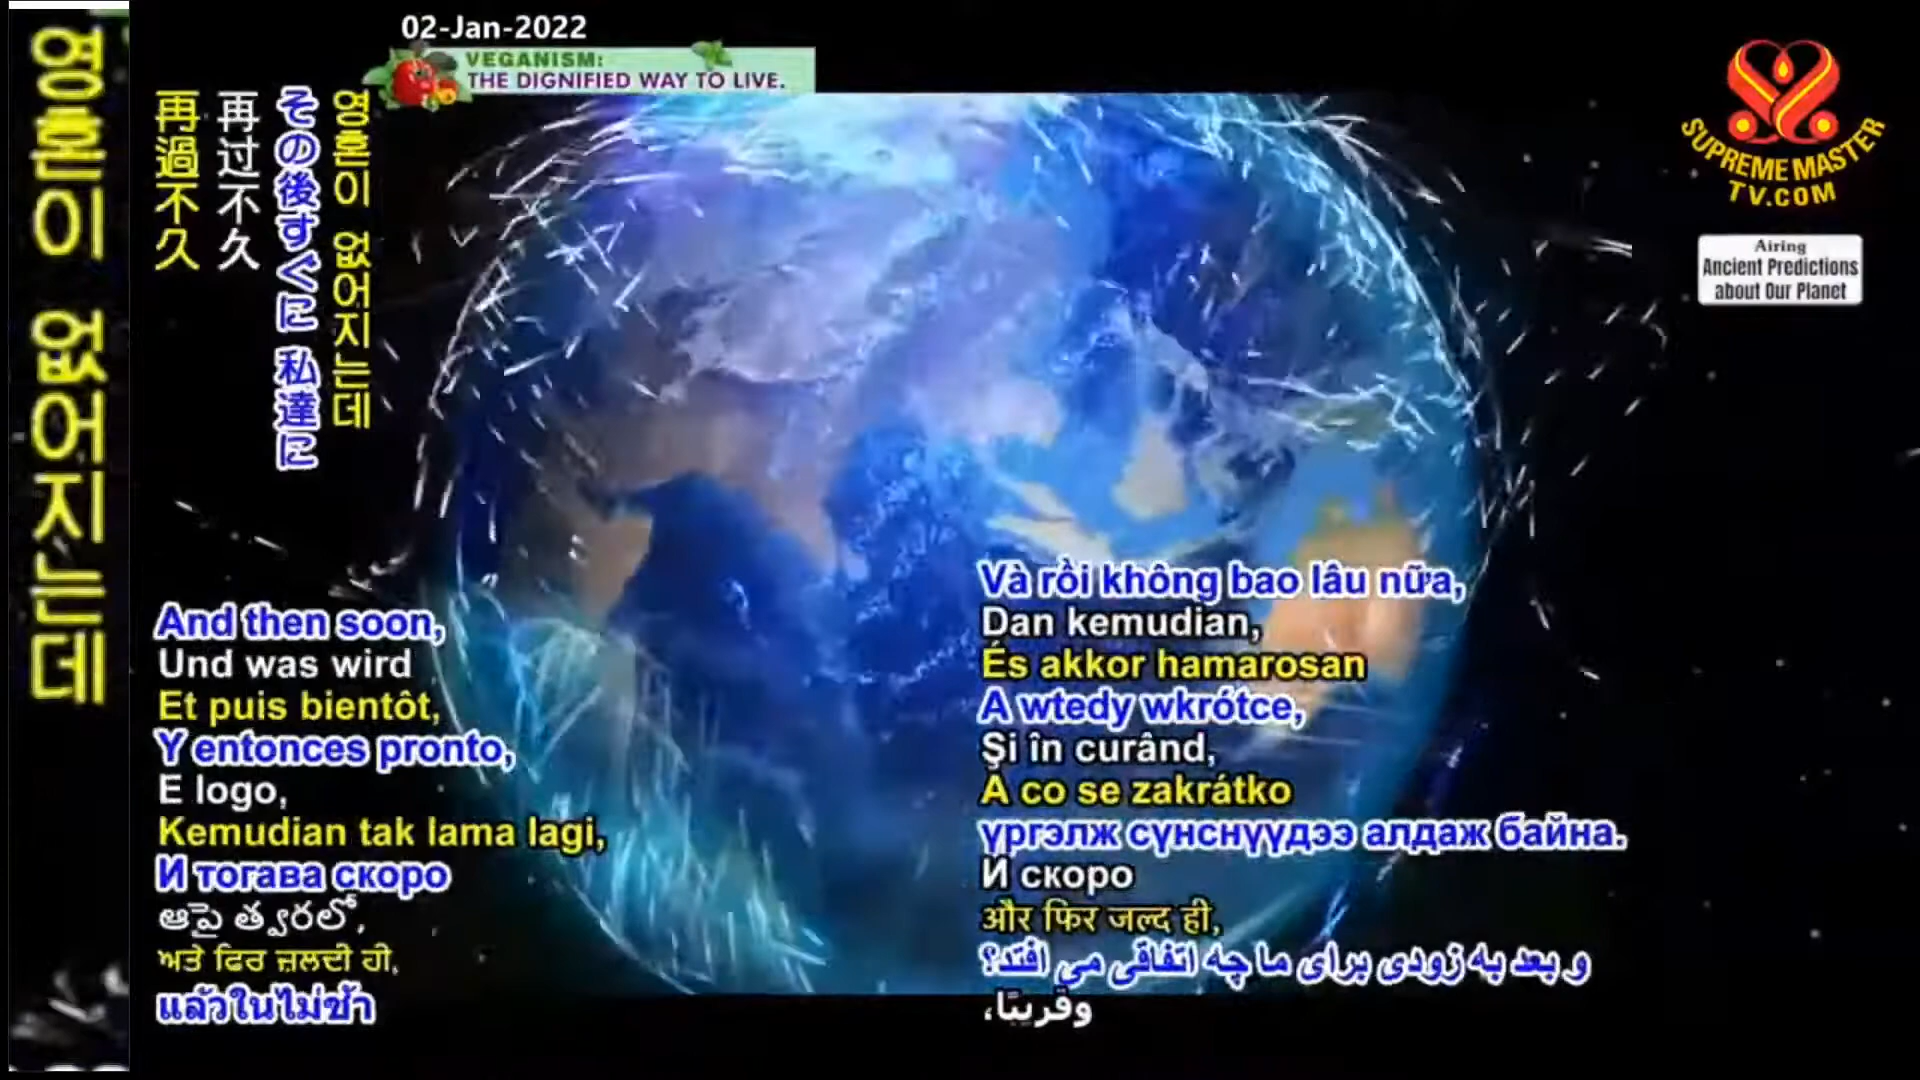 영혼이 없어지는데
02-Jan-2022
VEGANISM:
THE DIGNIFIED WAY TO LIVE.
SUPREME MASTER
TV.COM
Airing
Ancient Predictions
about Our Planet
영혼이 없어지는데
その後すぐに 私達に
再过不久
再過不久
And then soon,
Und was wird
Et puis bientôt,
Y entonces pronto,
E logo,
Kemudian tak lama lagi,
И тогава скоро
ఆపై త్వరలో,
ਅਤੇ ਫਿਰ ਜ਼ਲਦੀ ਹੀ,
แล้วในไม่ช้า
Và rồi không bao lâu nữa,
Dan kemudian,
És akkor hamarosan
A wtedy wkrótce,
Şi în curând,
A co se zakrátko
үргэлж сүнснүүдээ алдаж байна.
И скоро
और फिर जल्द ही,
و بعد به زودی برای ما چه اتفاقی می افتد؟
وقريبًا،